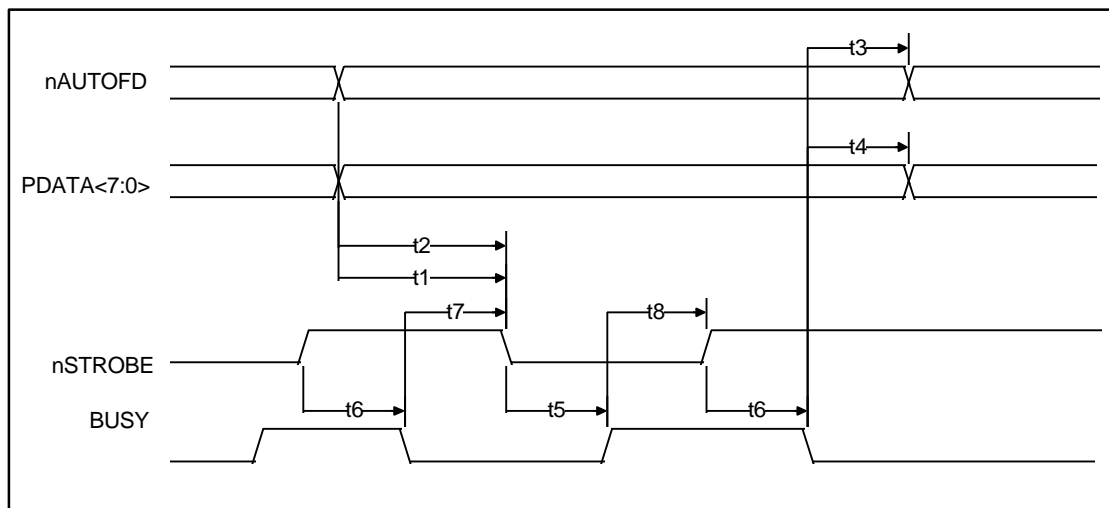 t3
nAUTOFD
t4
PDATA<7:0>
t2
t1
t7
t8
nSTROBE
t6
t5
t6
BUSY